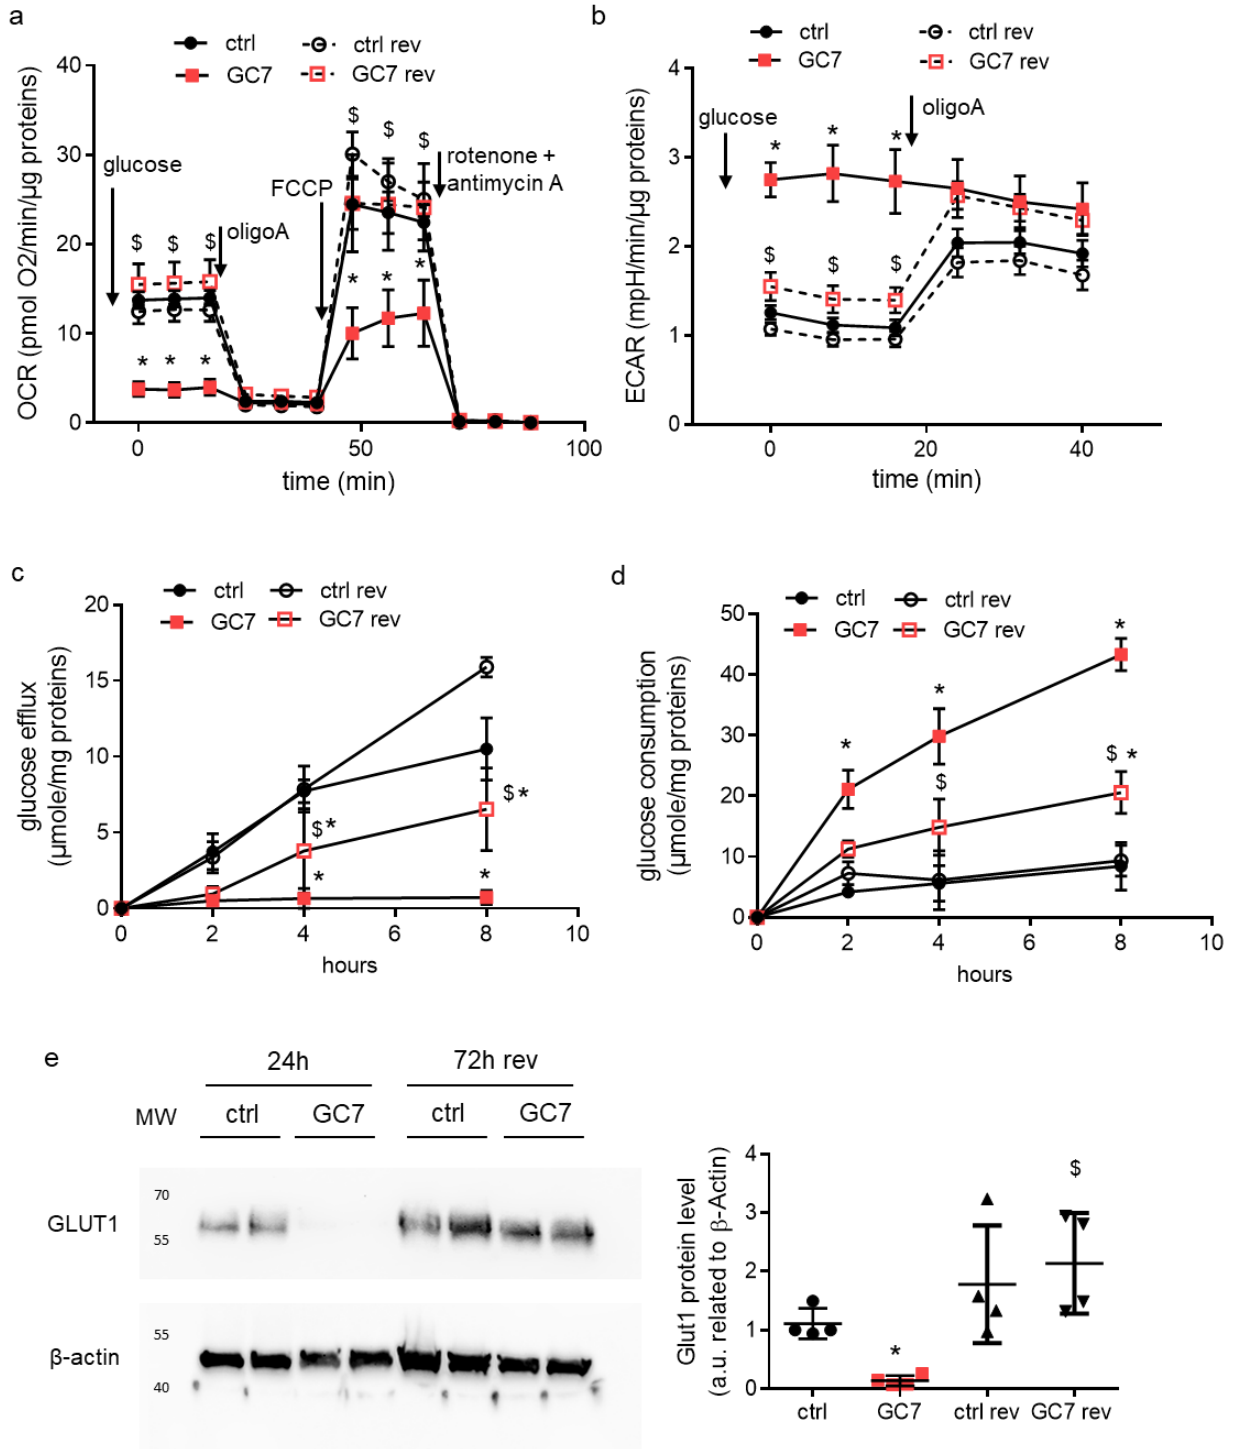 a
ctrl
ctrl rev
GC7
GC7 rev
OCR (pmol O2/min/µg proteins)
40
30
20
10
0
glucose
oligoA
FCCP
rotenone +
antimycin A
$ $ $
$ $ $
* * *
* * *
0 50 100
time (min)
b
ctrl
ctrl rev
GC7
GC7 rev
ECAR (mpH/min/µg proteins)
4
3
2
1
0
glucose
oligoA
* * *
$ $ $
0 20 40
time (min)
c
ctrl
ctrl rev
GC7
GC7 rev
glucose efflux
(µmole/mg proteins)
20
15
10
5
0
$ *
*
$ *
*
0 2 4 6 8 10
hours
d
ctrl
ctrl rev
GC7
GC7 rev
glucose consumption
(µmole/mg proteins)
50
40
30
20
10
0
*
*
$
*
$ *
0 2 4 6 8 10
hours
e
24h
72h rev
MW
ctrl
GC7
ctrl
GC7
GLUT1
70
55
β-actin
55
40
Glut1 protein level
(a.u. related to β-Actin)
4
3
2
1
0
*
$
ctrl
GC7
ctrl rev
GC7 rev